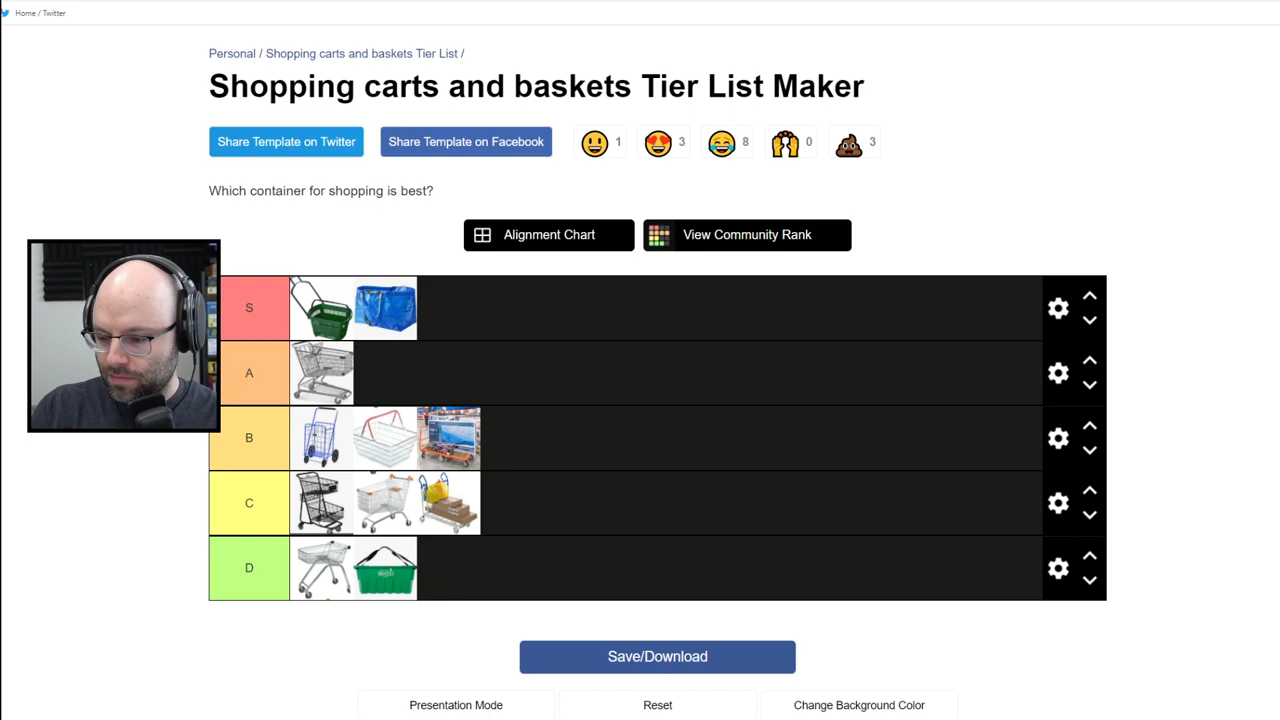 Home / Twitter
Personal / Shopping carts and baskets Tier List /
Shopping carts and baskets Tier List Maker
Share Template on Twitter
Share Template on Facebook
1
3
8
0
3
Which container for shopping is best?
Alignment Chart
View Community Rank
S
A
B
C
D
Save/Download
Presentation Mode
Reset
Change Background Color